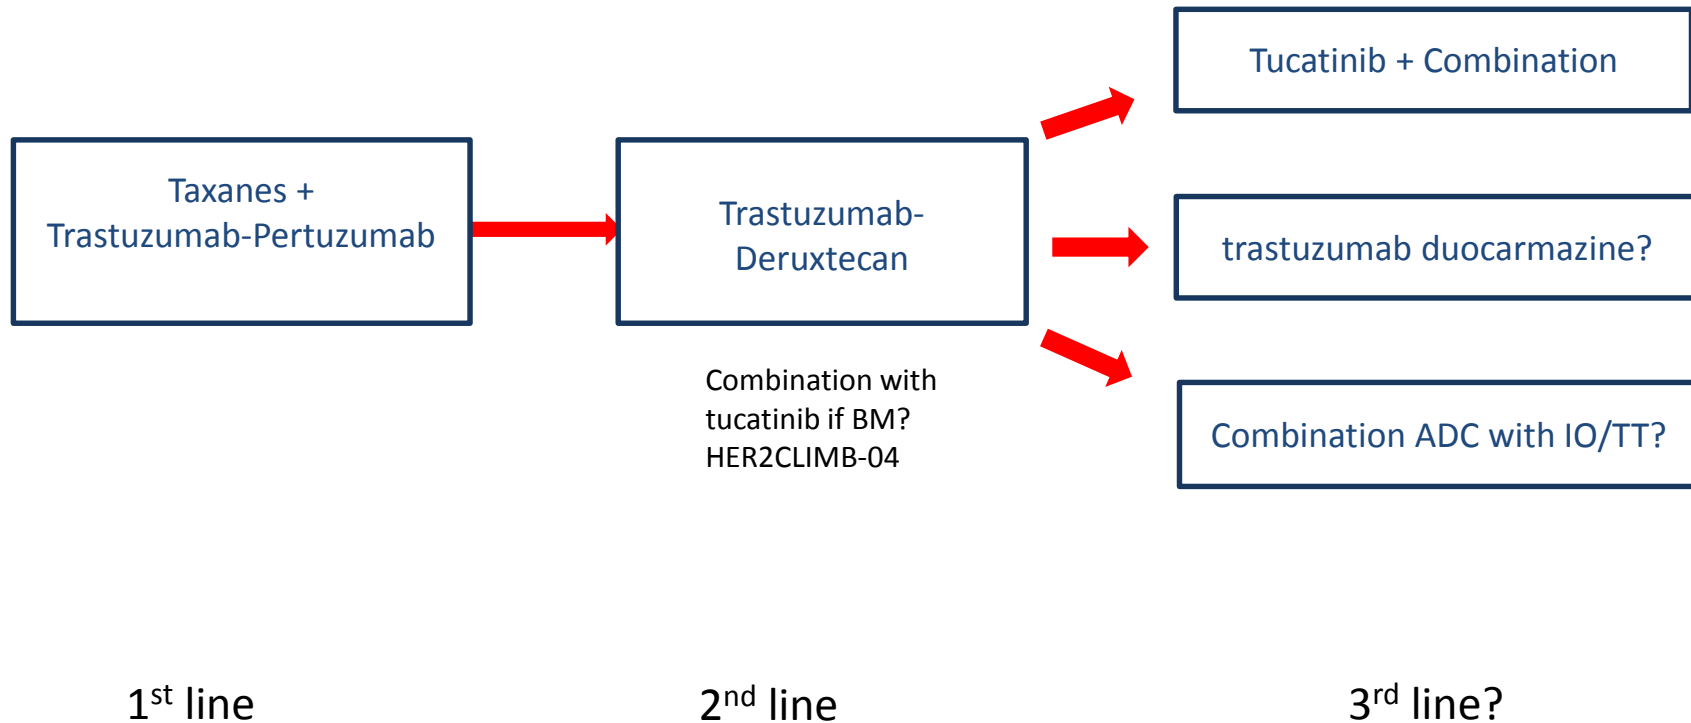 Taxanes +
Trastuzumab-Pertuzumab
Trastuzumab-
Deruxtecan
Combination with
tucatinib if BM?
HER2CLIMB-04
Tucatinib + Combination
trastuzumab duocarmazine?
Combination ADC with IO/TT?
1st line
2nd line
3rd line?